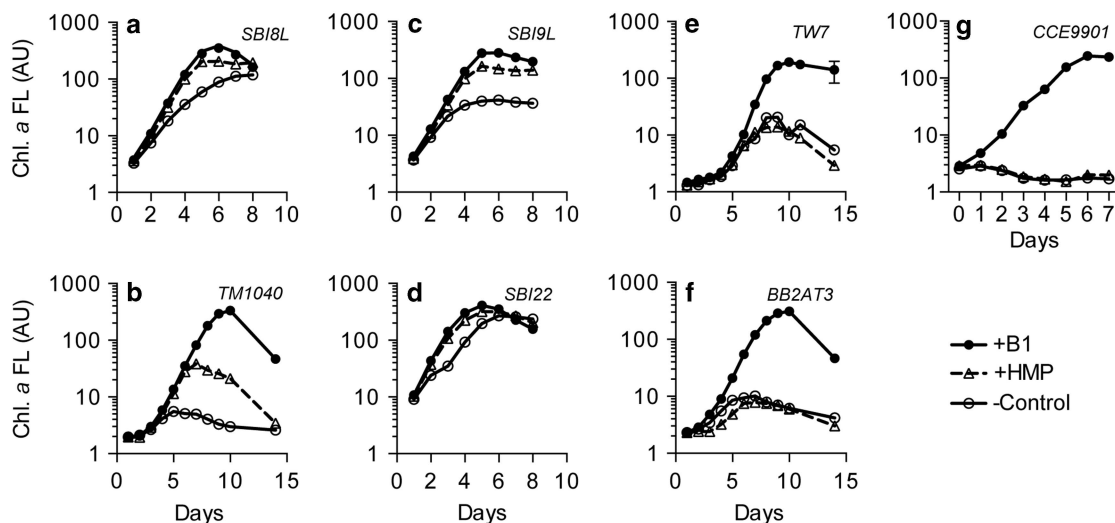 a
SBI8L
Chl. a FL (AU)
1000
100
10
1
0 2 4 6 8 10
c
SBI9L
1000
100
10
1
0 2 4 6 8 10
e
TW7
1000
100
10
1
0 5 10 15
g
CCE9901
1000
100
10
1
0 1 2 3 4 5 6 7
Days
b
TM1040
Chl. a FL (AU)
1000
100
10
1
0 5 10 15
Days
d
SBI22
1000
100
10
1
0 2 4 6 8 10
Days
f
BB2AT3
1000
100
10
1
0 5 10 15
Days
+B1
+HMP
-Control